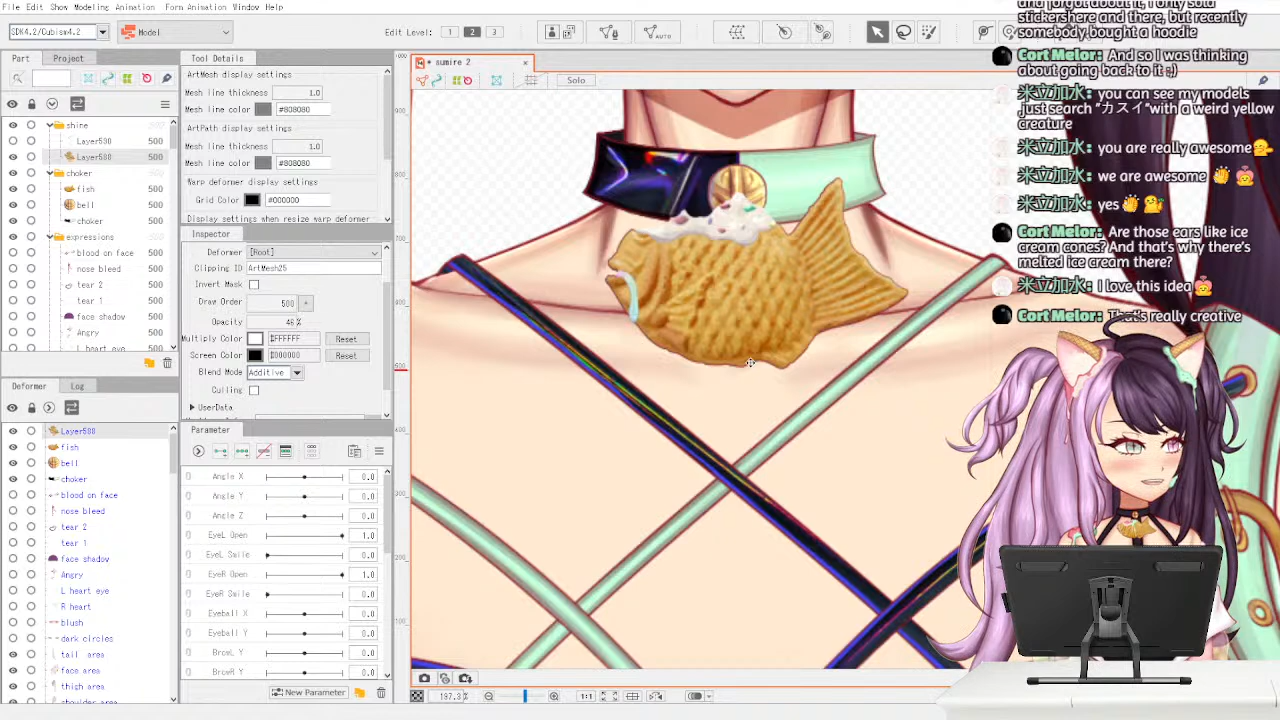 File Edit Show Modeling Animation Form Animation Window Help
SDK4.2/Cubism4.2
Model
Edit Level: 1 2 3
AUTO
Part Project
shine
Layer500
choker 500
fish 500
bell 500
choker 500
expressions
blood on face 500
nose bleed 500
tear 2 500
tear 1 500
face shadow 500
Angry 500
L heart eye 500
Deformer Log
fish
bell
choker
blood on face
nose bleed
tear 2
tear 1
face shadow
Angry
L heart eye
R heart
blush
dark circles
tail area
face area
thigh area
Tool Details
ArtMesh display settings
Mesh line thickness 1.0
Mesh line color #808080
ArtPath display settings
Mesh line thickness 1.0
Mesh line color #808080
Warp deformer display settings
Grid Color #000000
Display settings when resize warp deformer
Inspector
Deformer [Root]
Clipping ID ArtMesh25
Invert Mask
Draw Order 500
Opacity 46 %
Multiply Color #FFFFFF Reset
Screen Color #000000 Reset
Blend Mode Additive
Culling
UserData
Parameter
Angle X 0.0
Angle Y 0.0
Angle Z 0.0
EyeL Open 1.0
EyeL Smile 0.0
EyeR Open 1.0
EyeR Smile 0.0
Eyeball X 0.0
Eyeball Y 0.0
BrowL Y 0.0
BrowR Y 0.0
New Parameter
sumire 2
Solo
1:1
and forgot about it, I only sold
stickershere and there, but recently
somebody bought a hoodie
Cort Melor: And so I was thinking
about going back to it ;)
米立加水: you can see my models
,just search "カスイ"with a weird yellow
creature
米立加水: you are really awesome
米立加水: we are awesome
米立加水: yes
Cort Melor: Are those ears like ice
cream cones? And that's why there's
melted ice cream there?
米立加水: I love this idea
Cort Melor: That's really creative